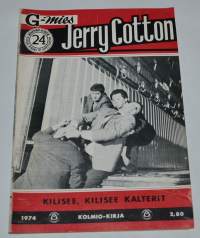 G-mies
24
Jerry Cotton
KILISEE, KILISEE KALTERIT
1974 KOLMIO-KIRJA 2,80